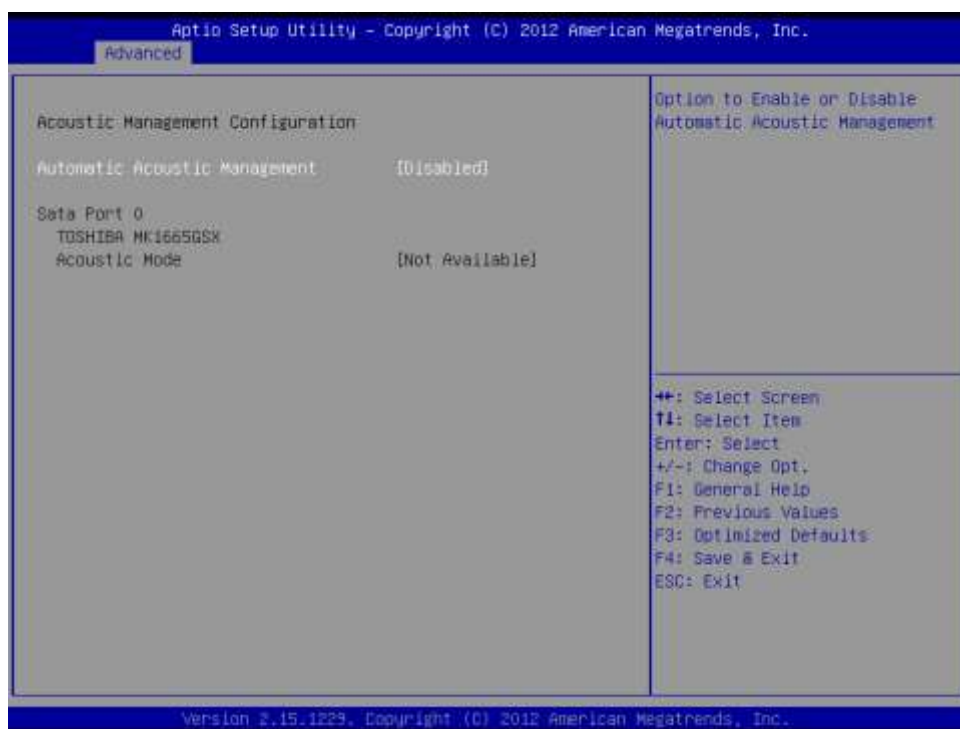 Aptio Setup Utility – Copyright (C) 2012 American Megatrends, Inc.
Advanced
Acoustic Management Configuration
Automatic Acoustic Management [Disabled]
Sata Port 0
TOSHIBA MK1665GSX
Acoustic Mode [Not Available]
Option to Enable or Disable
Automatic Acoustic Management
→←: Select Screen
↑↓: Select Item
Enter: Select
+/-: Change Opt.
F1: General Help
F2: Previous Values
F3: Optimized Defaults
F4: Save & Exit
ESC: Exit
Version 2.15.1229. Copyright (C) 2012 American Megatrends, Inc.